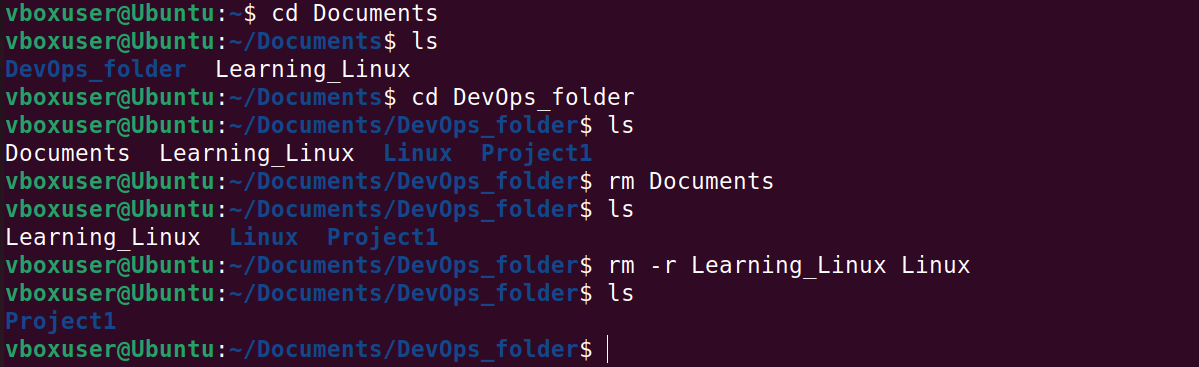 vboxuser@Ubuntu:~$ cd Documents
vboxuser@Ubuntu:~/Documents$ ls
DevOps_folder  Learning_Linux
vboxuser@Ubuntu:~/Documents$ cd DevOps_folder
vboxuser@Ubuntu:~/Documents/DevOps_folder$ ls
Documents  Learning_Linux  Linux  Project1
vboxuser@Ubuntu:~/Documents/DevOps_folder$ rm Documents
vboxuser@Ubuntu:~/Documents/DevOps_folder$ ls
Learning_Linux  Linux  Project1
vboxuser@Ubuntu:~/Documents/DevOps_folder$ rm -r Learning_Linux Linux
vboxuser@Ubuntu:~/Documents/DevOps_folder$ ls
Project1
vboxuser@Ubuntu:~/Documents/DevOps_folder$